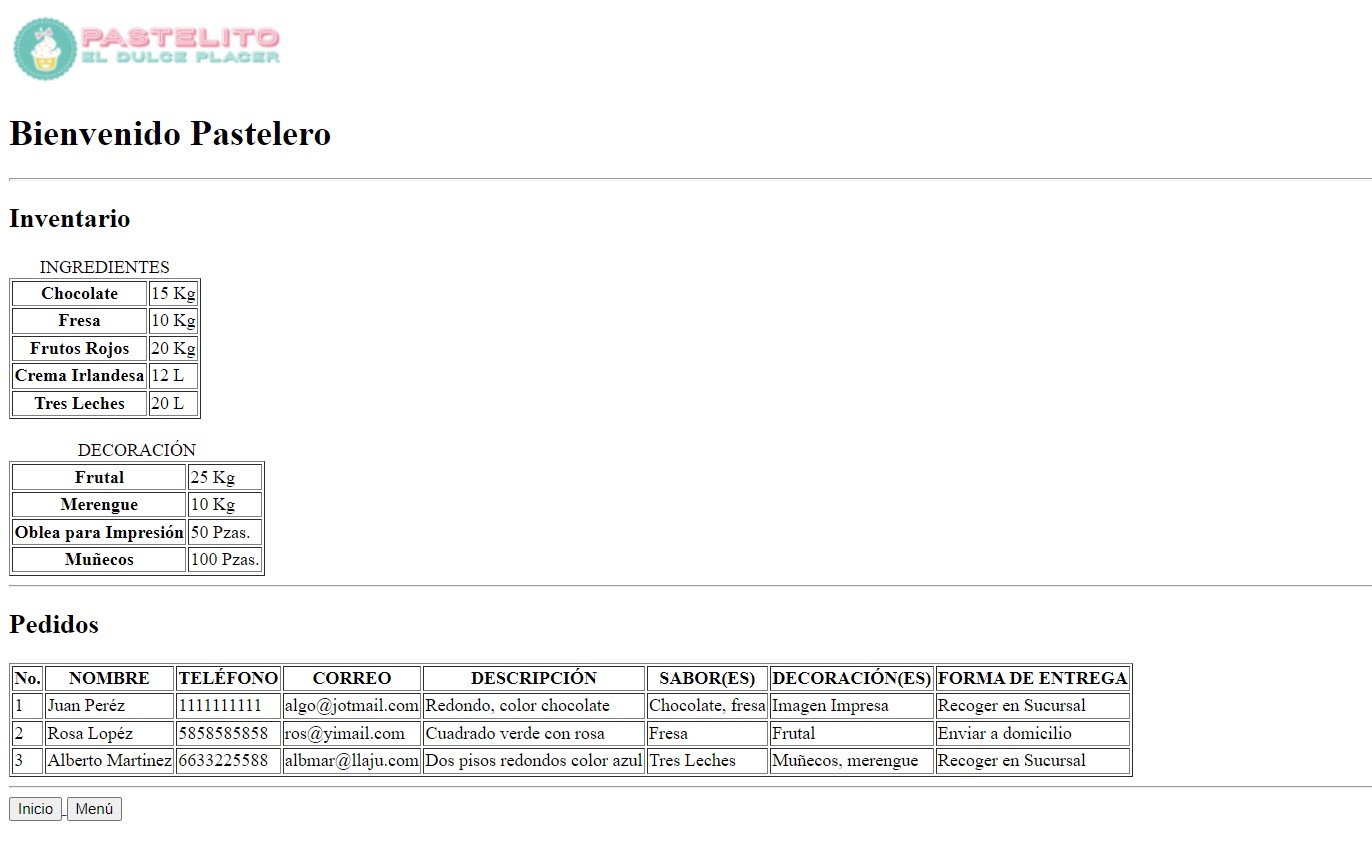 PASTELITO
EL DULCE PLACER
Bienvenido Pastelero
Inventario
INGREDIENTES
Chocolate 15 Kg
Fresa 10 Kg
Frutos Rojos 20 Kg
Crema Irlandesa 12 L
Tres Leches 20 L
DECORACIÓN
Frutal 25 Kg
Merengue 10 Kg
Oblea para Impresión 50 Pzas.
Muñecos 100 Pzas.
Pedidos
No. NOMBRE TELÉFONO CORREO DESCRIPCIÓN SABOR(ES) DECORACIÓN(ES) FORMA DE ENTREGA
1 Juan Peréz 1111111111 algo@jotmail.com Redondo, color chocolate Chocolate, fresa Imagen Impresa Recoger en Sucursal
2 Rosa Lopéz 5858585858 ros@yimail.com Cuadrado verde con rosa Fresa Frutal Enviar a domicilio
3 Alberto Martinez 6633225588 albmar@llaju.com Dos pisos redondos color azul Tres Leches Muñecos, merengue Recoger en Sucursal
Inicio Menú